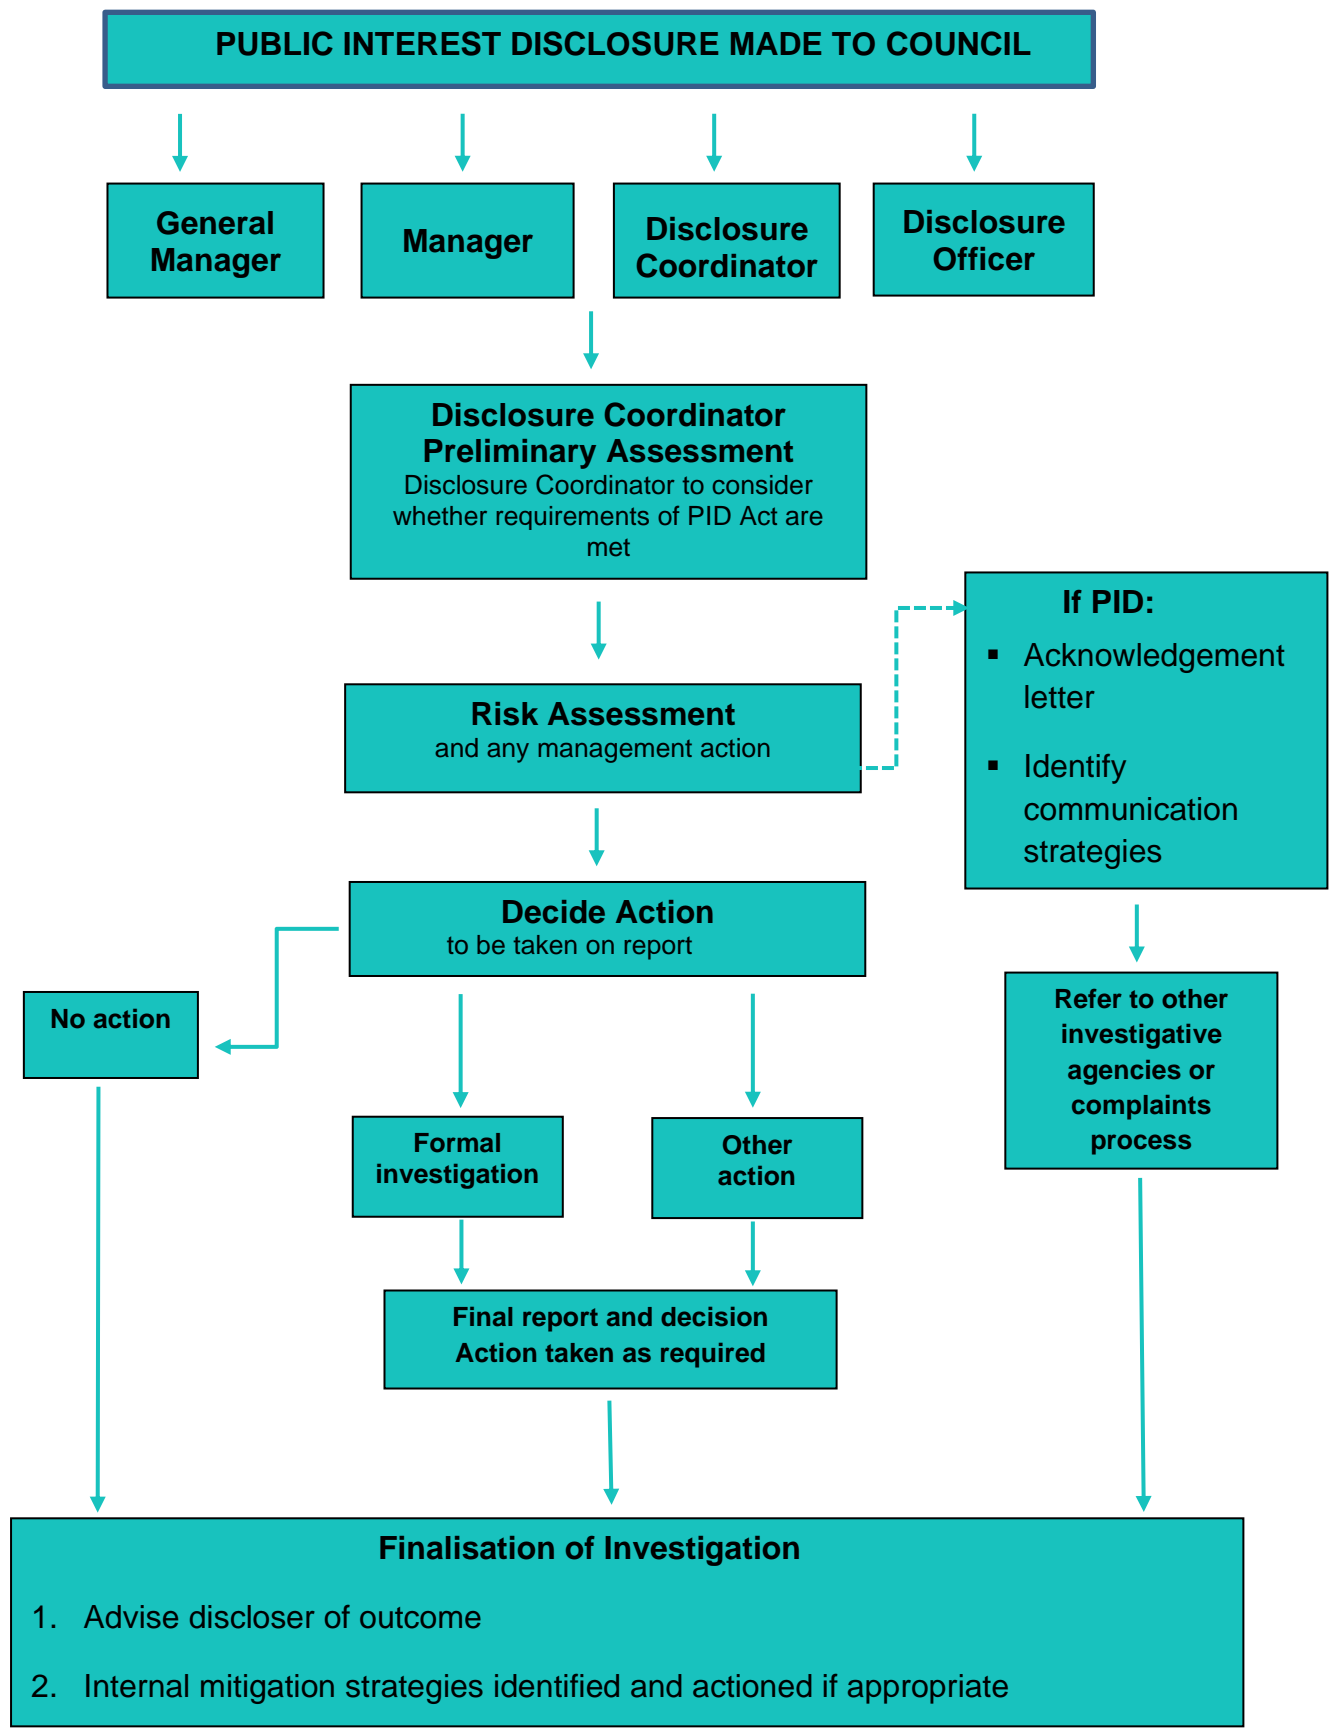 PUBLIC INTEREST DISCLOSURE MADE TO COUNCIL
General
Manager
Manager
Disclosure
Coordinator
Disclosure
Officer
Disclosure Coordinator
Preliminary Assessment
Disclosure Coordinator to consider
whether requirements of PID Act are
met
If PID:
▪ Acknowledgement
letter
▪ Identify
communication
strategies
Risk Assessment
and any management action
Decide Action
to be taken on report
No action
Refer to other
investigative
agencies or
complaints
process
Formal
investigation
Other
action
Final report and decision
Action taken as required
Finalisation of Investigation
1. Advise discloser of outcome
2. Internal mitigation strategies identified and actioned if appropriate